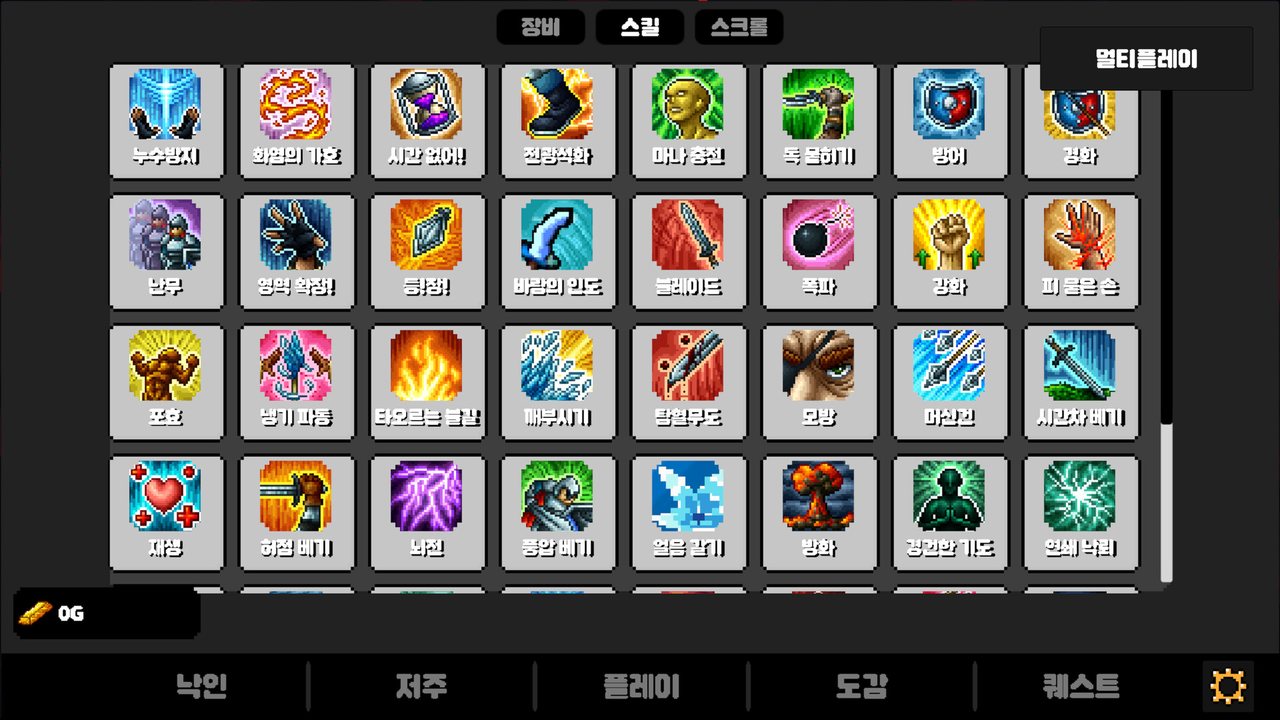 장비 스킬 스크롤
멀티플레이
누수방지 화염의 가호 시간 없어! 전광석화 마나 충전 독 묻히기 방어 경화
난무 영역 확장! 등!장! 바람의 인도 블레이드 폭파 강화 피 묻은 손
포효 냉기 파동 타오르는 불길 깨부시기 탐혈무도 모방 머신건 시간차 베기
재생 허점 베기 뇌전 풍압 베기 얼음 갈기 방화 경건한 기도 연쇄 낙뢰
0G
낙인 저주 플레이 도감 퀘스트